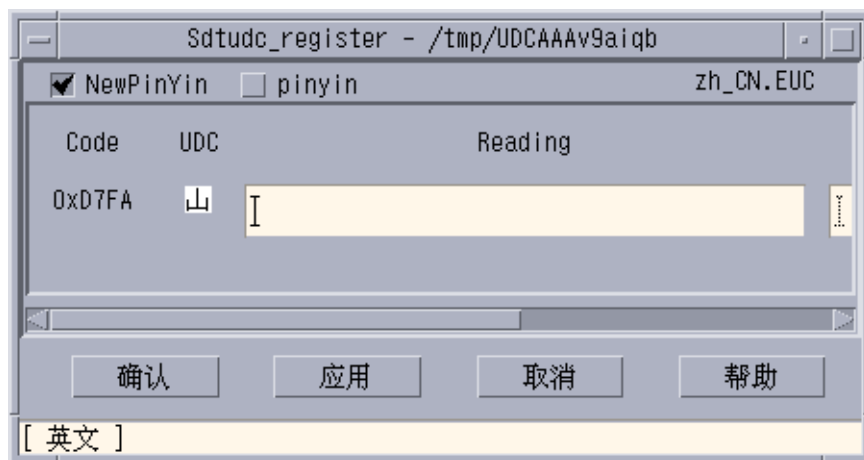 Sdtudc_register - /tmp/UDCAAAv9aiqb
NewPinYin pinyin zh_CN.EUC
Code UDC Reading
0xD7FA 山
确认 应用 取消 帮助
[ 英文 ]